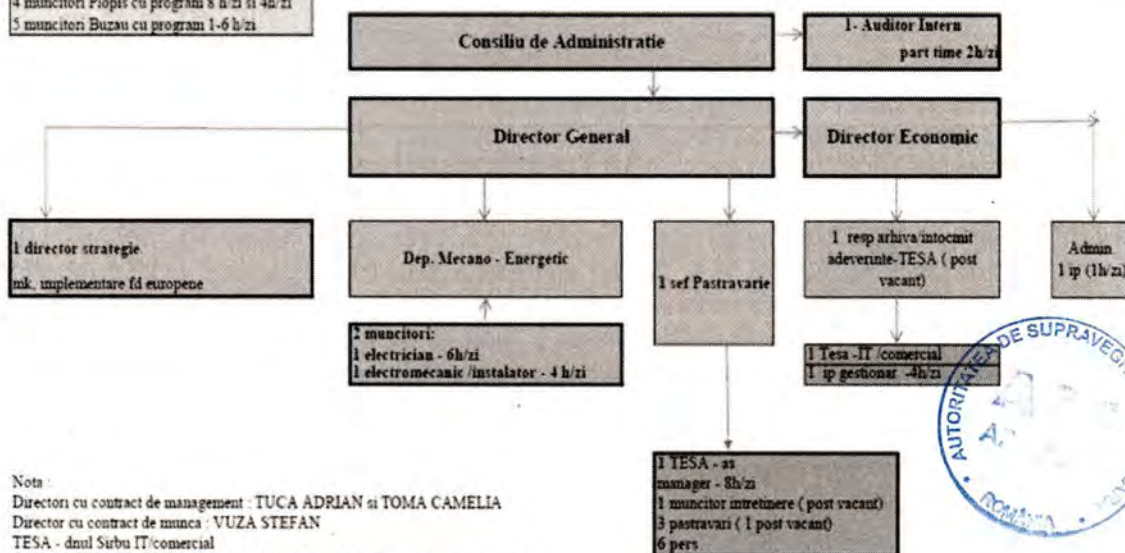 4 muncitori Plopis cu program 8 h/zi si 4h/zi
5 muncitori Buzau cu program 1-6 h/zi
Consiliu de Administratie
1- Auditor Intern
part time 2h/zi
Director General
Director Economic
1 director strategie
mk, implementare fd europene
Dep. Mecano - Energetic
1 sef Pastravarie
1 resp arhiva/intocmit
adeverinte-TESA ( post
vacant)
Admin
1 ip (1h/zi)
2 muncitori:
1 electrician - 6h/zi
1 electromecanic /instalator - 4 h/zi
1 Tesa -IT /comercial
1 ip gestionar -4h/zi
1 TESA - as
manager - 8h/zi
1 muncitor intretinere ( post vacant)
3 pastravari ( 1 post vacant)
6 pers
Nota :
Directori cu contract de management : TUCA ADRIAN si TOMA CAMELIA
Director cu contract de munca : VUZA STEFAN
TESA - dnul Sirbu IT/comercial
AUTORITATEA DE
ROMÂNIA